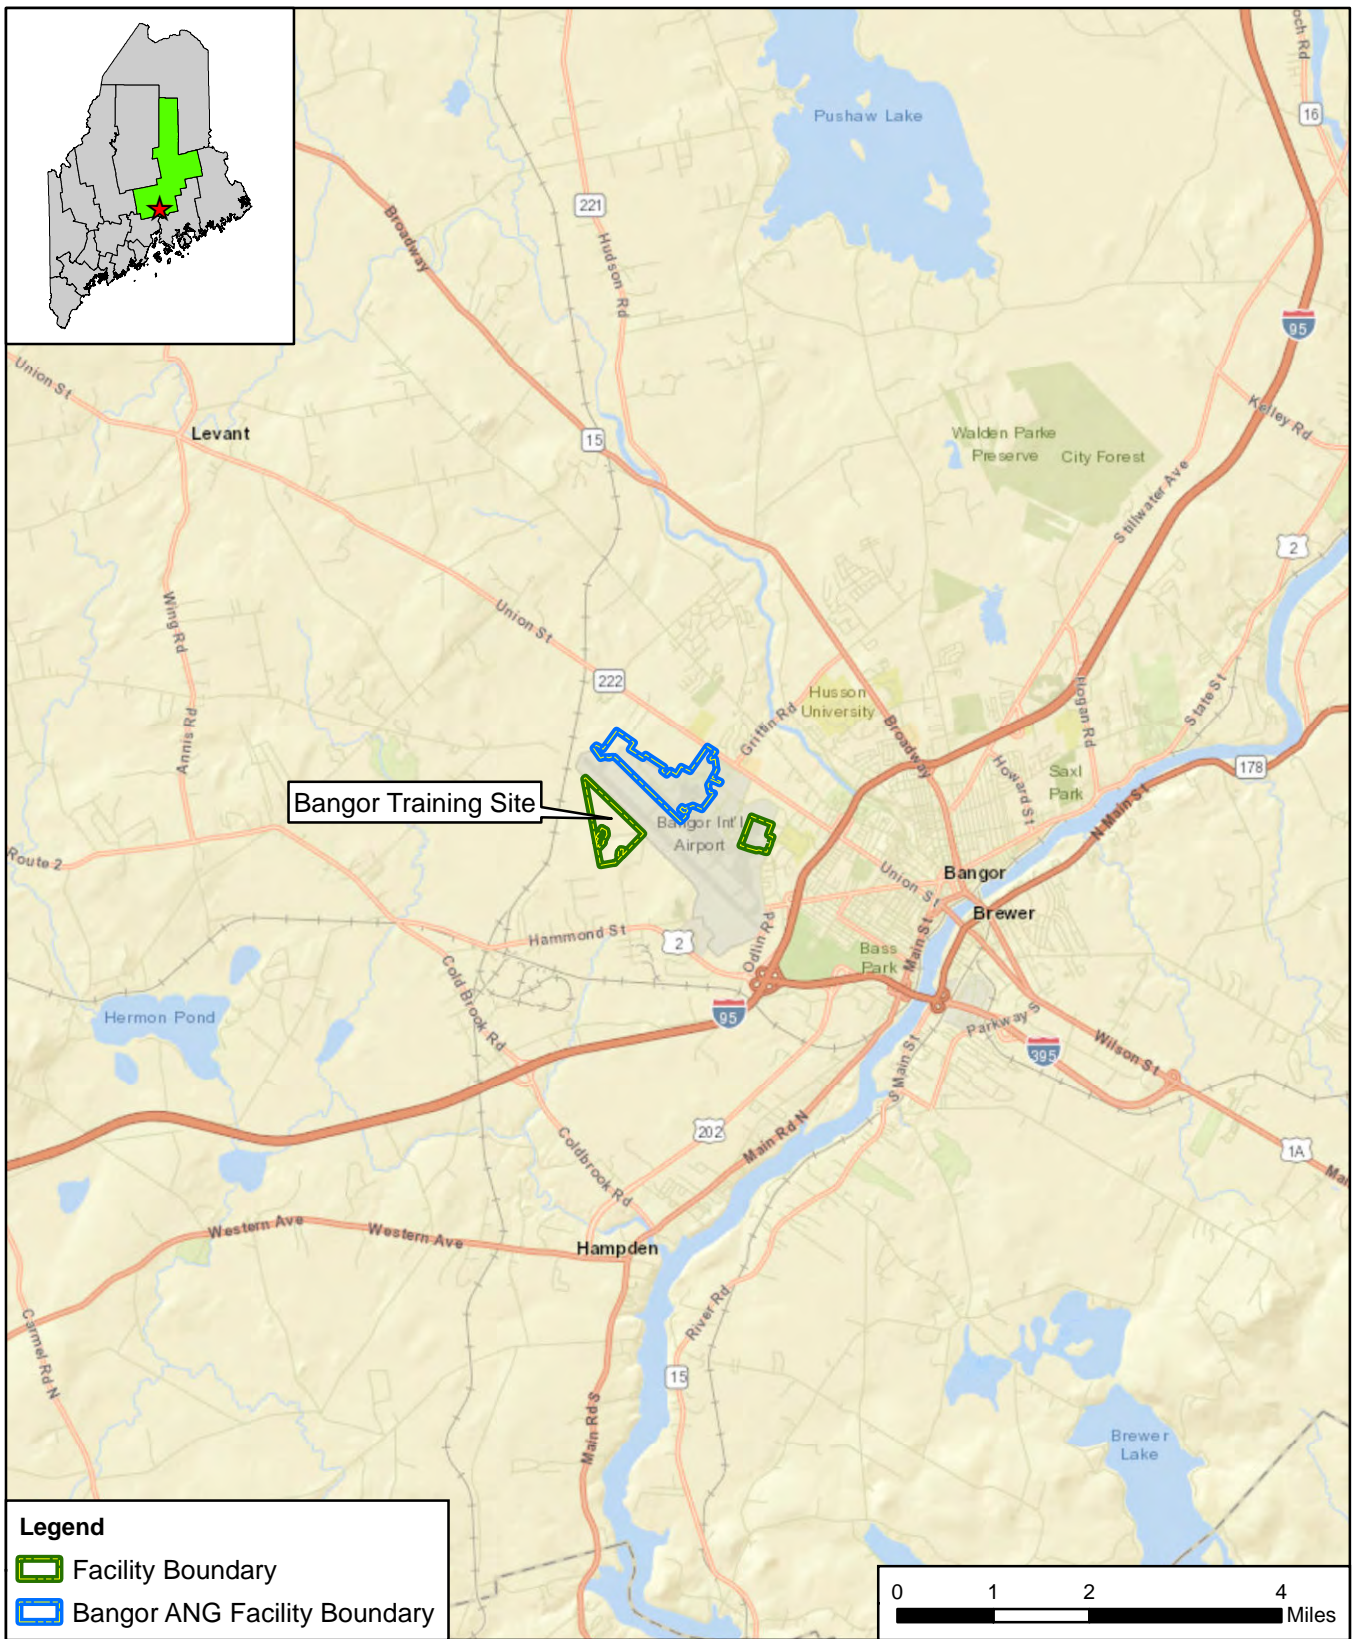 och Rd
16
Pushaw Lake
221
Hudson Rd
Broadway
95
Union St
Levant
Kelley Rd
15
Walden Parke
Preserve
City Forest
Stillwater Ave
2
Wing Rd
Union St
222
Husson
University
Hogan Rd
State St
Annis Rd
Griffin Rd
Broadway
Howard St
Saxl
Park
178
Bangor Training Site
N Main St
Bangor Int'l
Airport
Route 2
Union St
Bangor
Brewer
Hammond St
2
Odlin Rd
Bass
Park
Main St
Cold Brook Rd
Hermon Pond
95
Parkway S
395
Wilson St
S Main St
202
Main Rd N
1A
Mai
Coldbrook Rd
Western Ave
Western Ave
Hampden
River Rd
Carmel Rd N
15
Main Rd S
Brewer
Lake
Legend
Facility Boundary
Bangor ANG Facility Boundary
0 1 2 4
Miles